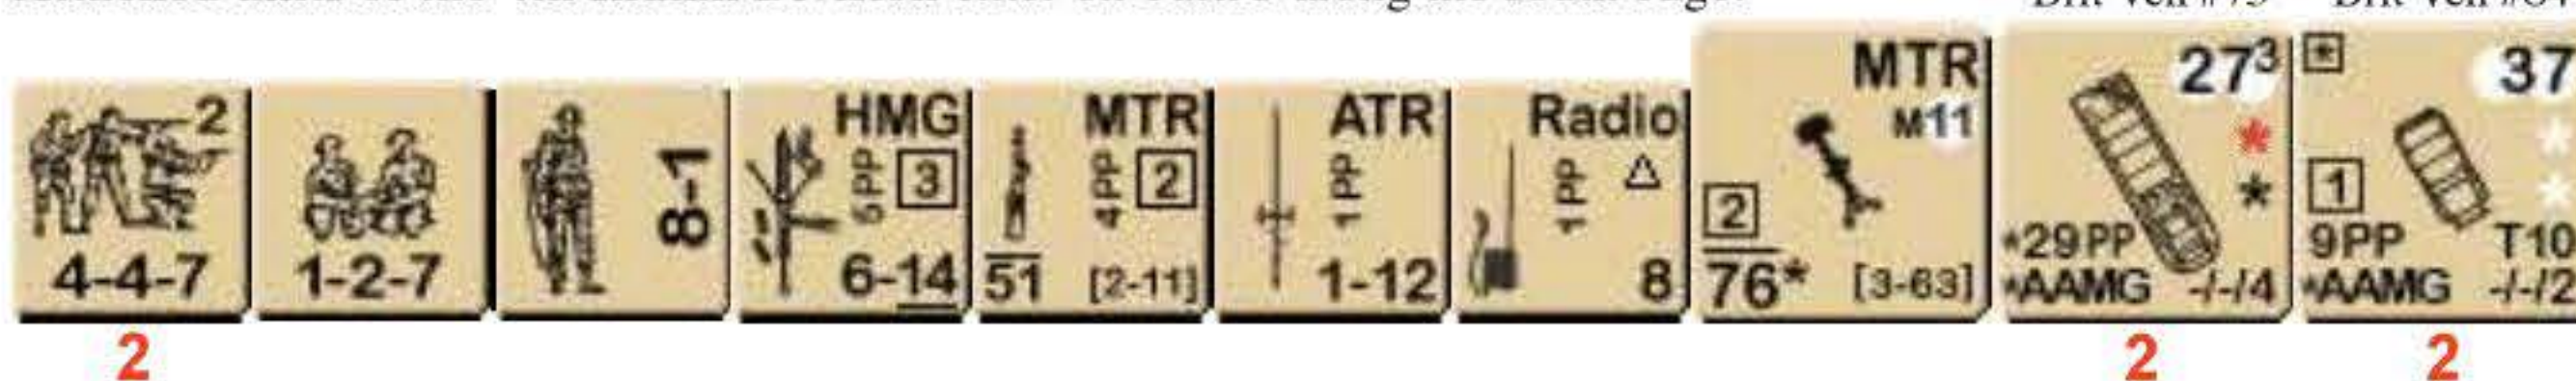 2
4-4-7
2
1-2-7
8-1
HMG
5PP
3
6-14
MTR
4PP
2
51 [2-11]
ATR
1PP
1-12
Radio
1PP
8
MTR
M11
2
76* [3-63]
27³
*
*
*29PP
*AAMG -/-/4
2
37
*
*
*
1
9PP T10
*AAMG -/-/2
2